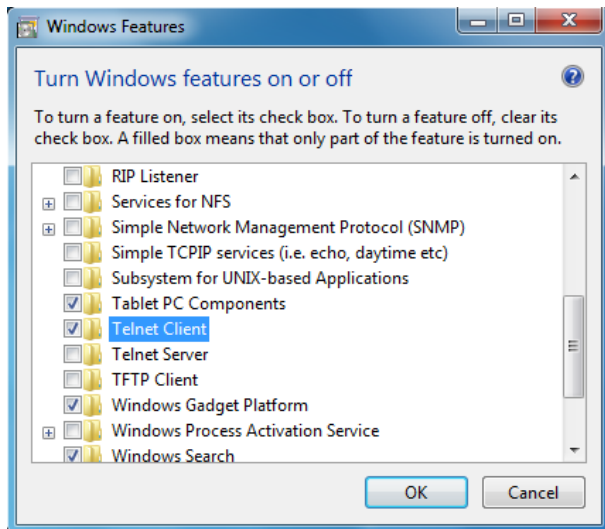 Windows Features
Turn Windows features on or off
To turn a feature on, select its check box. To turn a feature off, clear its
check box. A filled box means that only part of the feature is turned on.
RIP Listener
Services for NFS
Simple Network Management Protocol (SNMP)
Simple TCPIP services (i.e. echo, daytime etc)
Subsystem for UNIX-based Applications
Tablet PC Components
Telnet Client
Telnet Server
TFTP Client
Windows Gadget Platform
Windows Process Activation Service
Windows Search
OK Cancel